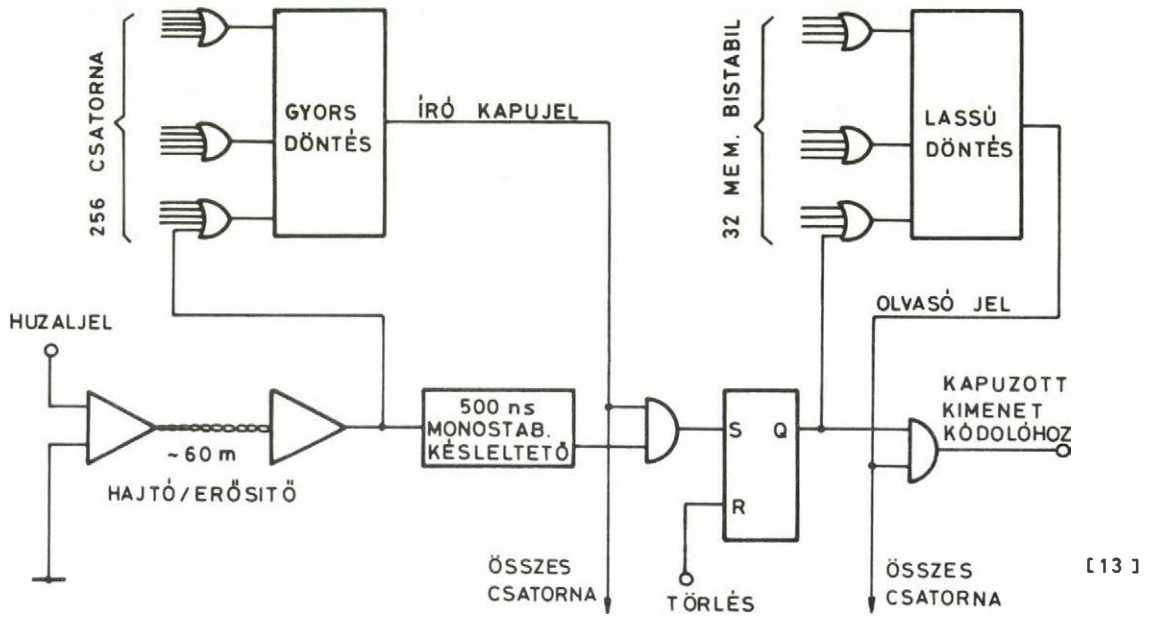 256 CSATORNA
GYORS
DÖNTÉS
ÍRÓ KAPUJEL
32 MEM. BISTABIL
LASSÚ
DÖNTÉS
OLVASÓ JEL
HUZALJEL
~60 m
HAJTÓ/ERŐSITŐ
500 ns
MONOSTAB.
KÉSLELTETŐ
S Q
R
TÖRLÉS
ÖSSZES
CSATORNA
KAPUZOTT
KIMENET
KÓDOLÓHOZ
ÖSSZES
CSATORNA
[13]